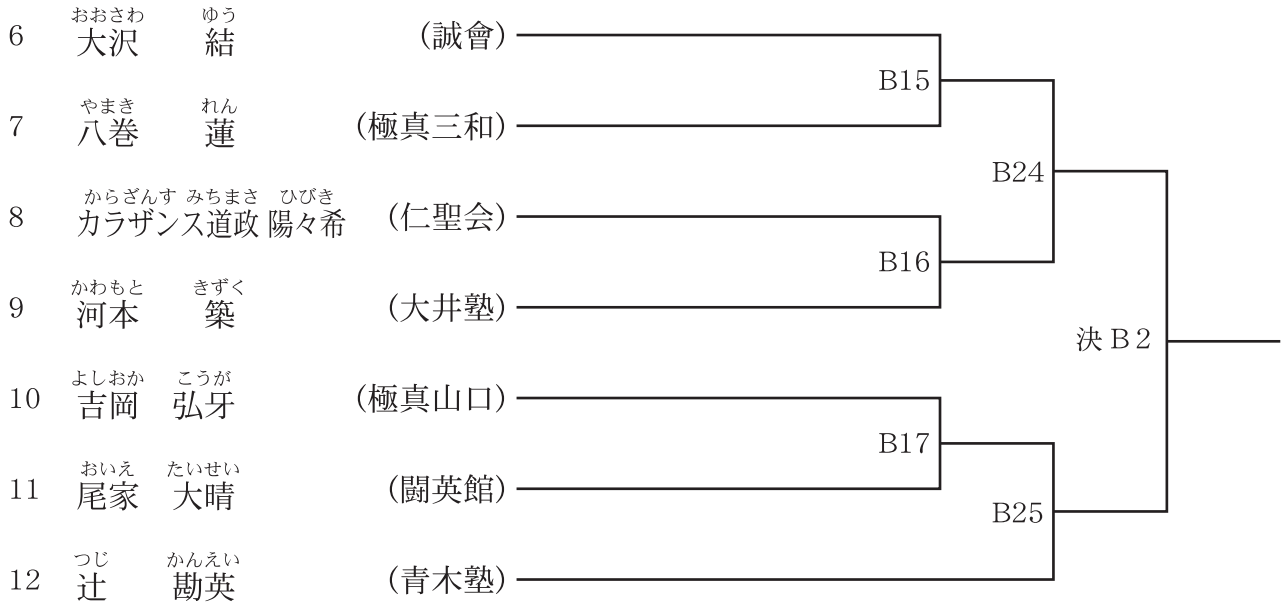 おおさわ ゆう
6 大沢 結 (誠會)
B15
やまき れん
7 八巻 蓮 (極真三和)
B24
からざんす みちまさ ひびき
8 カラザンス道政 陽々希 (仁聖会)
B16
かわもと きずく
9 河本 築 (大井塾)
決B2
よしおか こうが
10 吉岡 弘牙 (極真山口)
B17
おいえ たいせい
11 尾家 大晴 (闘英館)
B25
つじ かんえい
12 辻 勘英 (青木塾)